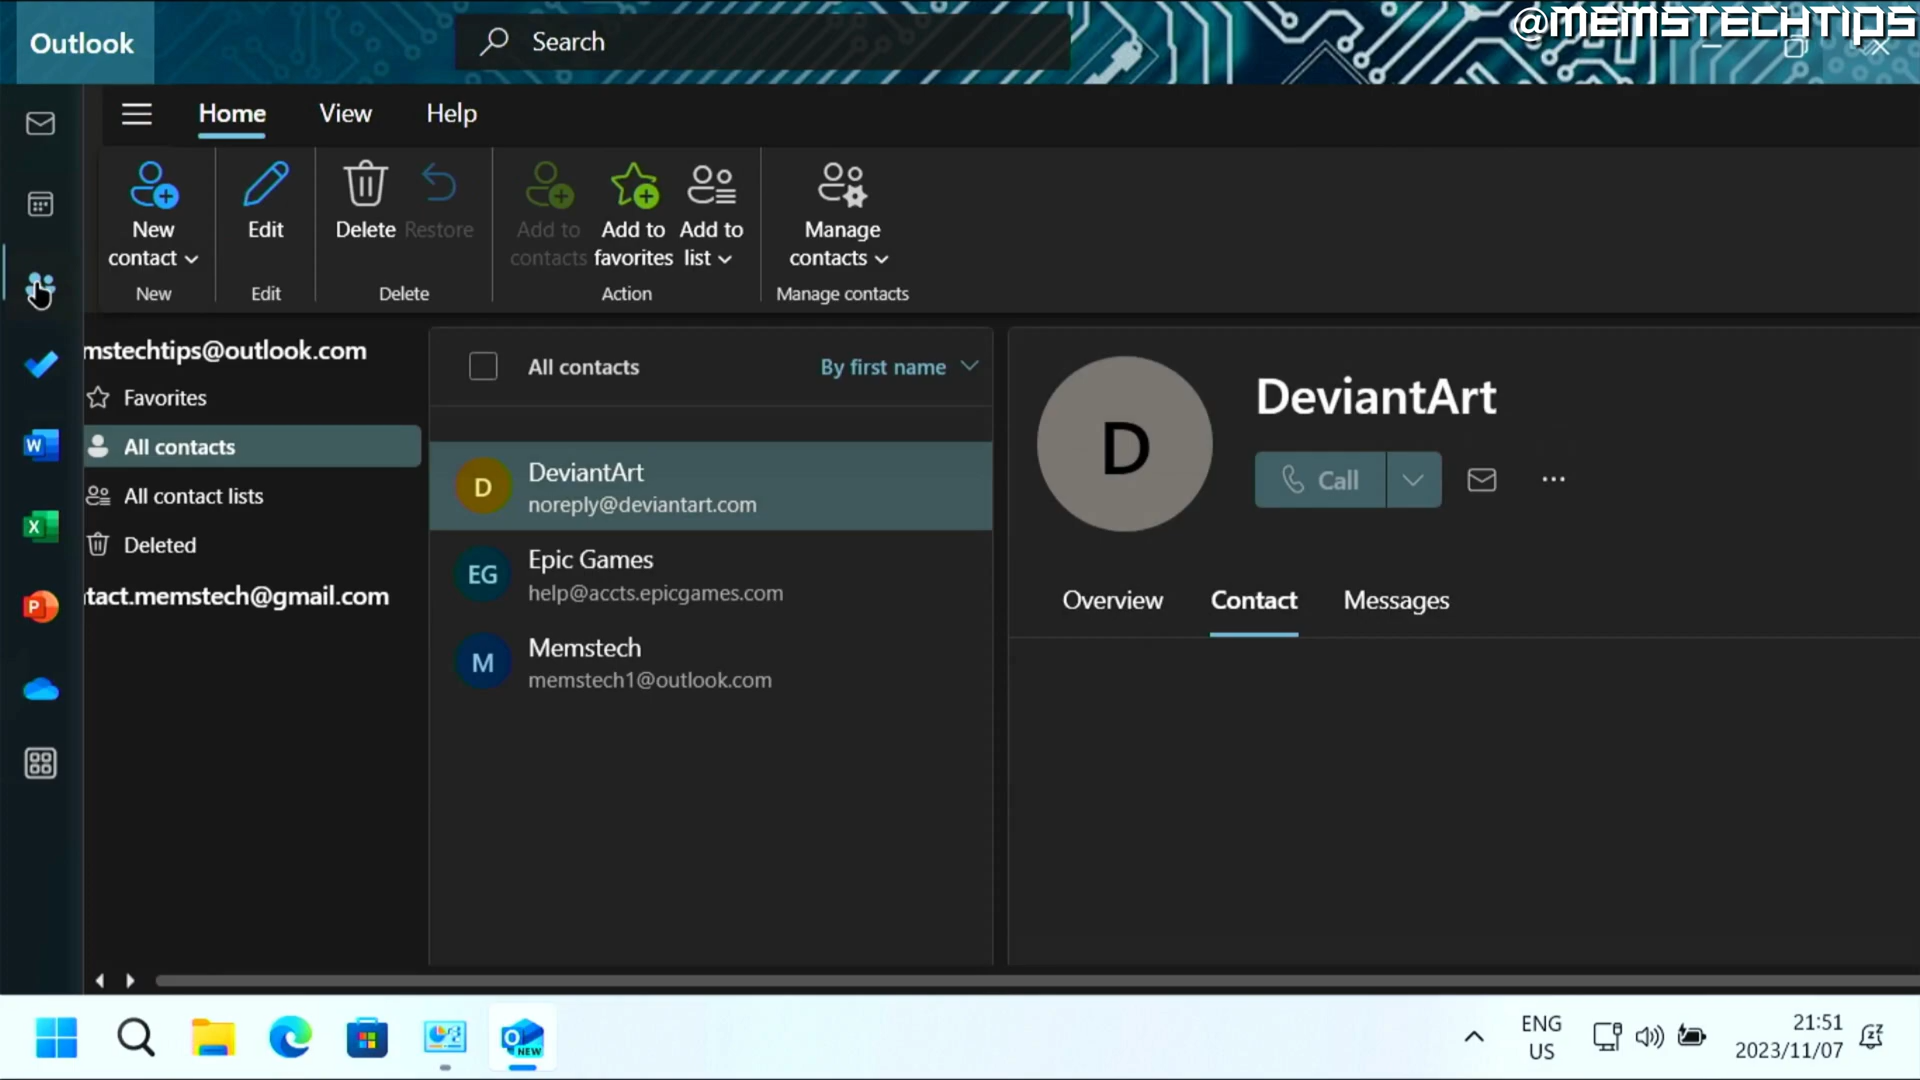 Outlook
Search
@MEMSTECHTIPS
Home View Help
New contact
Edit
Delete
Restore
Add to contacts
Add to favorites
Add to list
Manage contacts
New
Edit
Delete
Action
Manage contacts
mstechtips@outlook.com
Favorites
All contacts
All contact lists
Deleted
tact.memstech@gmail.com
All contacts By first name
D
DeviantArt
noreply@deviantart.com
EG
Epic Games
help@accts.epicgames.com
M
Memstech
memstech1@outlook.com
D
DeviantArt
Call
Overview Contact Messages
W
X
P
O
NEW
ENG
US
21:51
2023/11/07